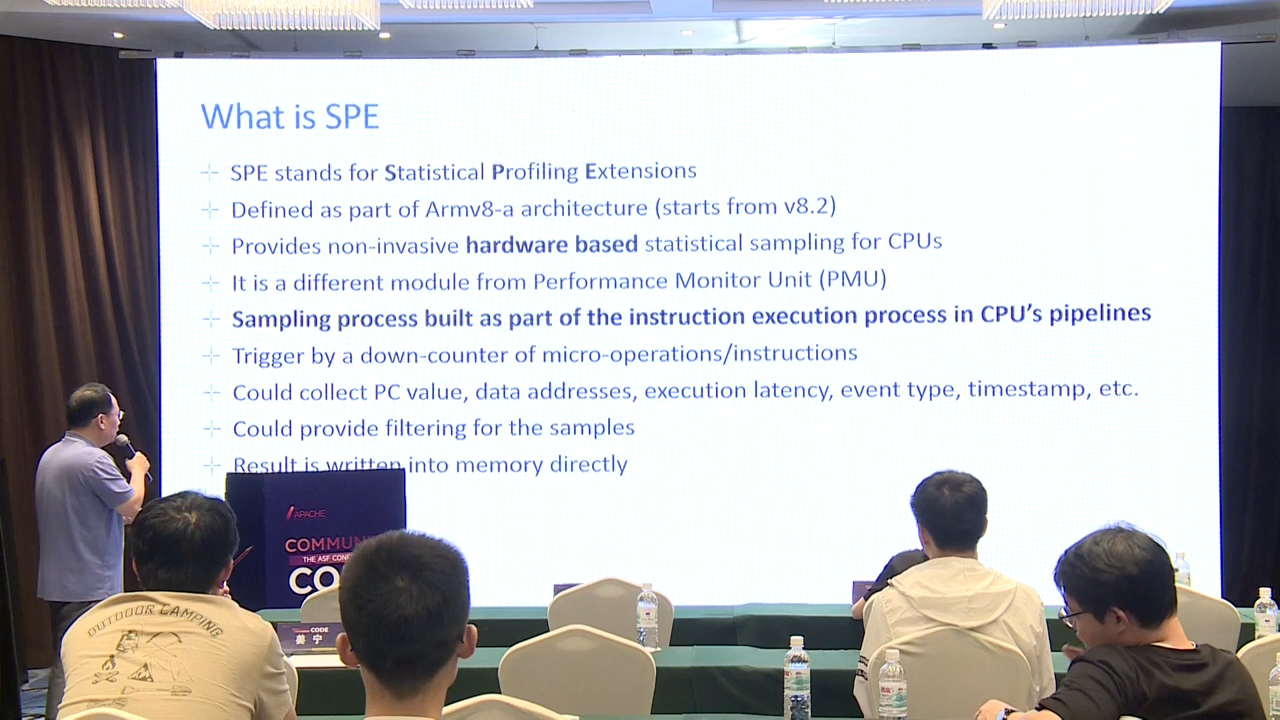 What is SPE
SPE stands for Statistical Profiling Extensions
Defined as part of Armv8-a architecture (starts from v8.2)
Provides non-invasive hardware based statistical sampling for CPUs
It is a different module from Performance Monitor Unit (PMU)
Sampling process built as part of the instruction execution process in CPU's pipelines
Trigger by a down-counter of micro-operations/instructions
Could collect PC value, data addresses, execution latency, event type, timestamp, etc.
Could provide filtering for the samples
Result is written into memory directly
APACHE
COMMUN
THE ASF CONF
CO
OUTDOOR CAMPING
CODE